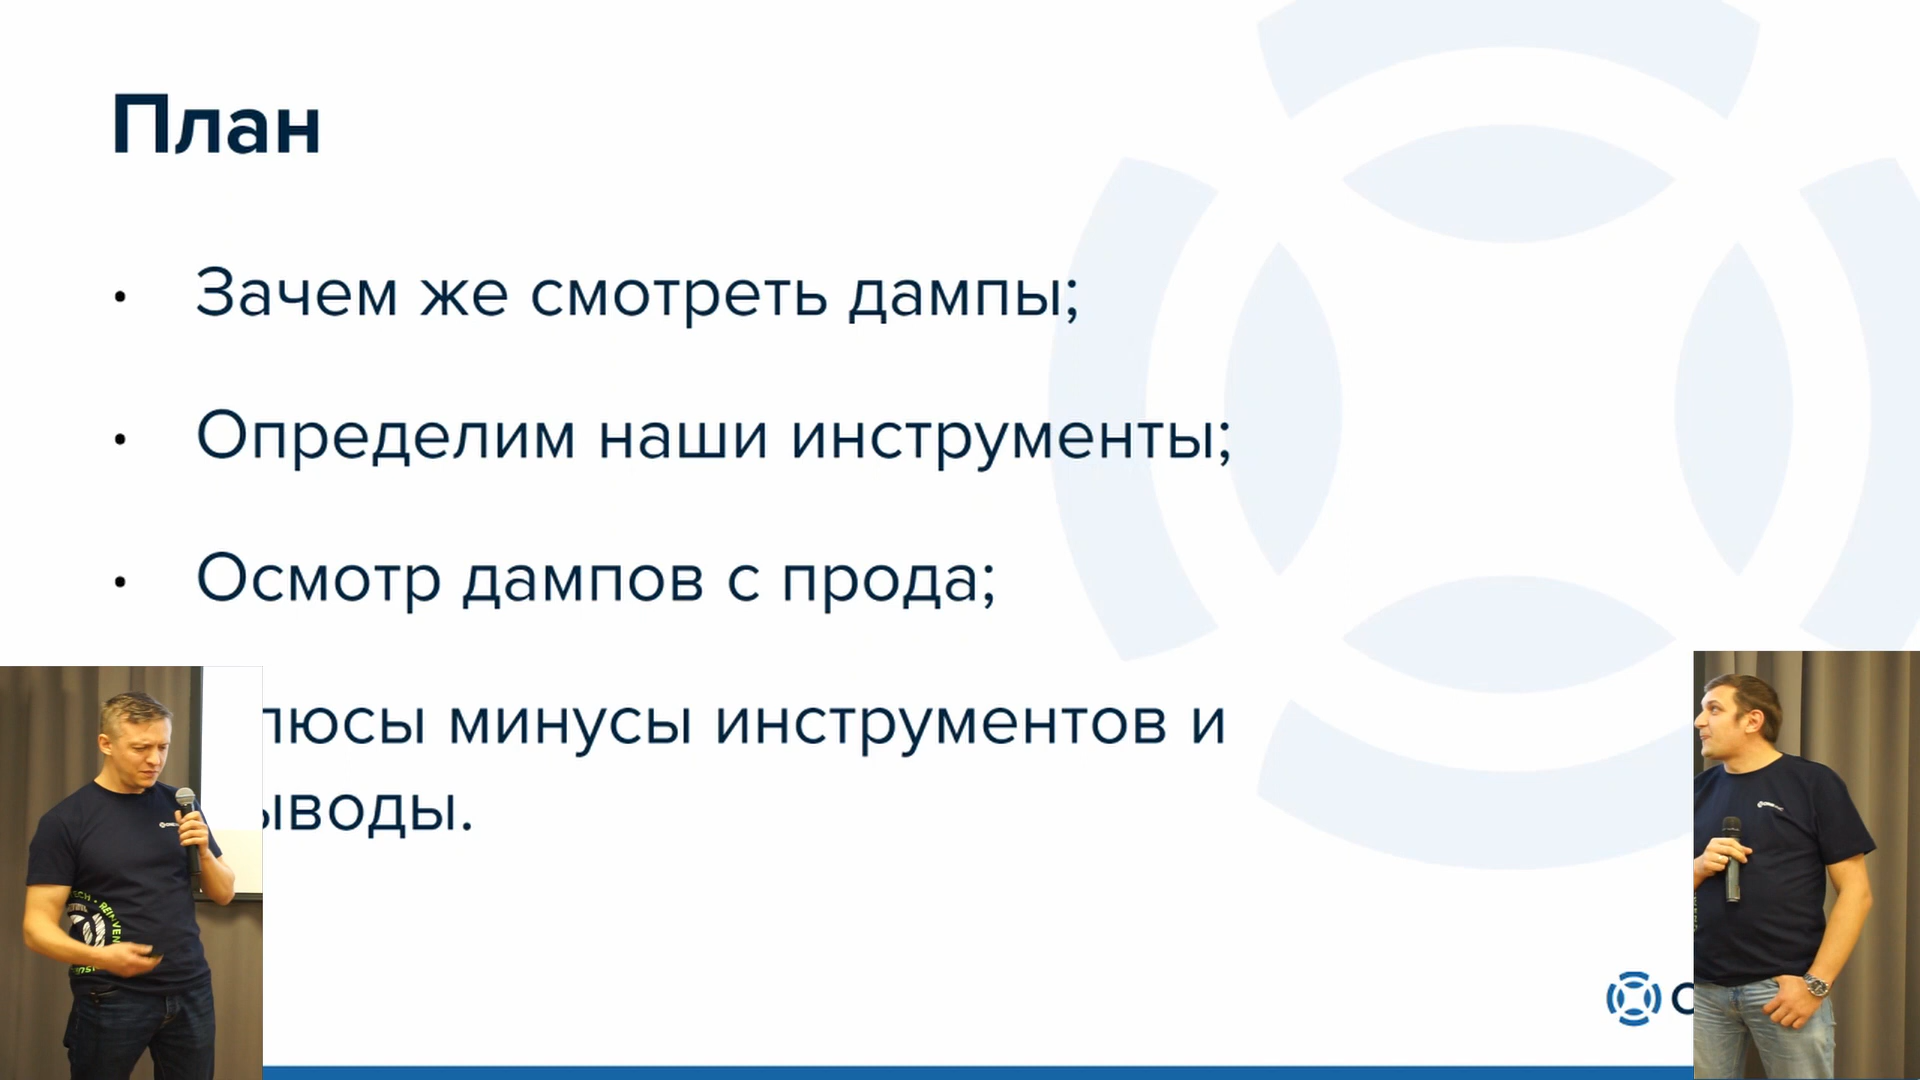 План
• Зачем же смотреть дампы;
• Определим наши инструменты;
• Осмотр дампов с прода;
люсы минусы инструментов и
ыводы.